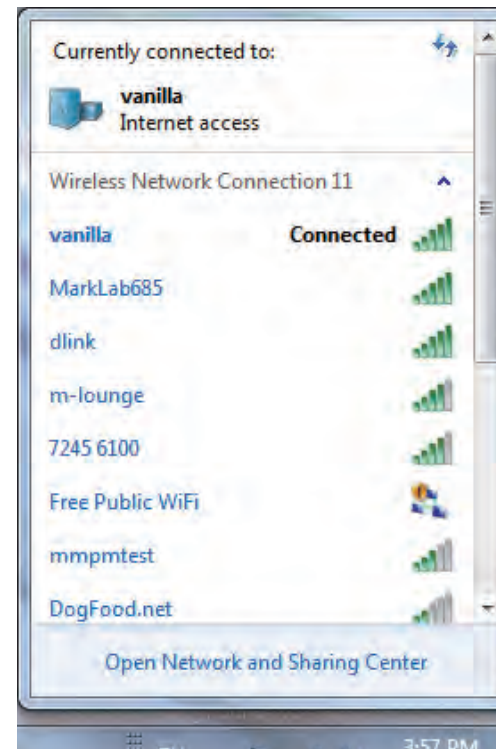 Currently connected to:
vanilla
Internet access
Wireless Network Connection 11
vanilla Connected
MarkLab685
dlink
m-lounge
7245 6100
Free Public WiFi
mmpmtest
DogFood.net
Open Network and Sharing Center
3:57 PM